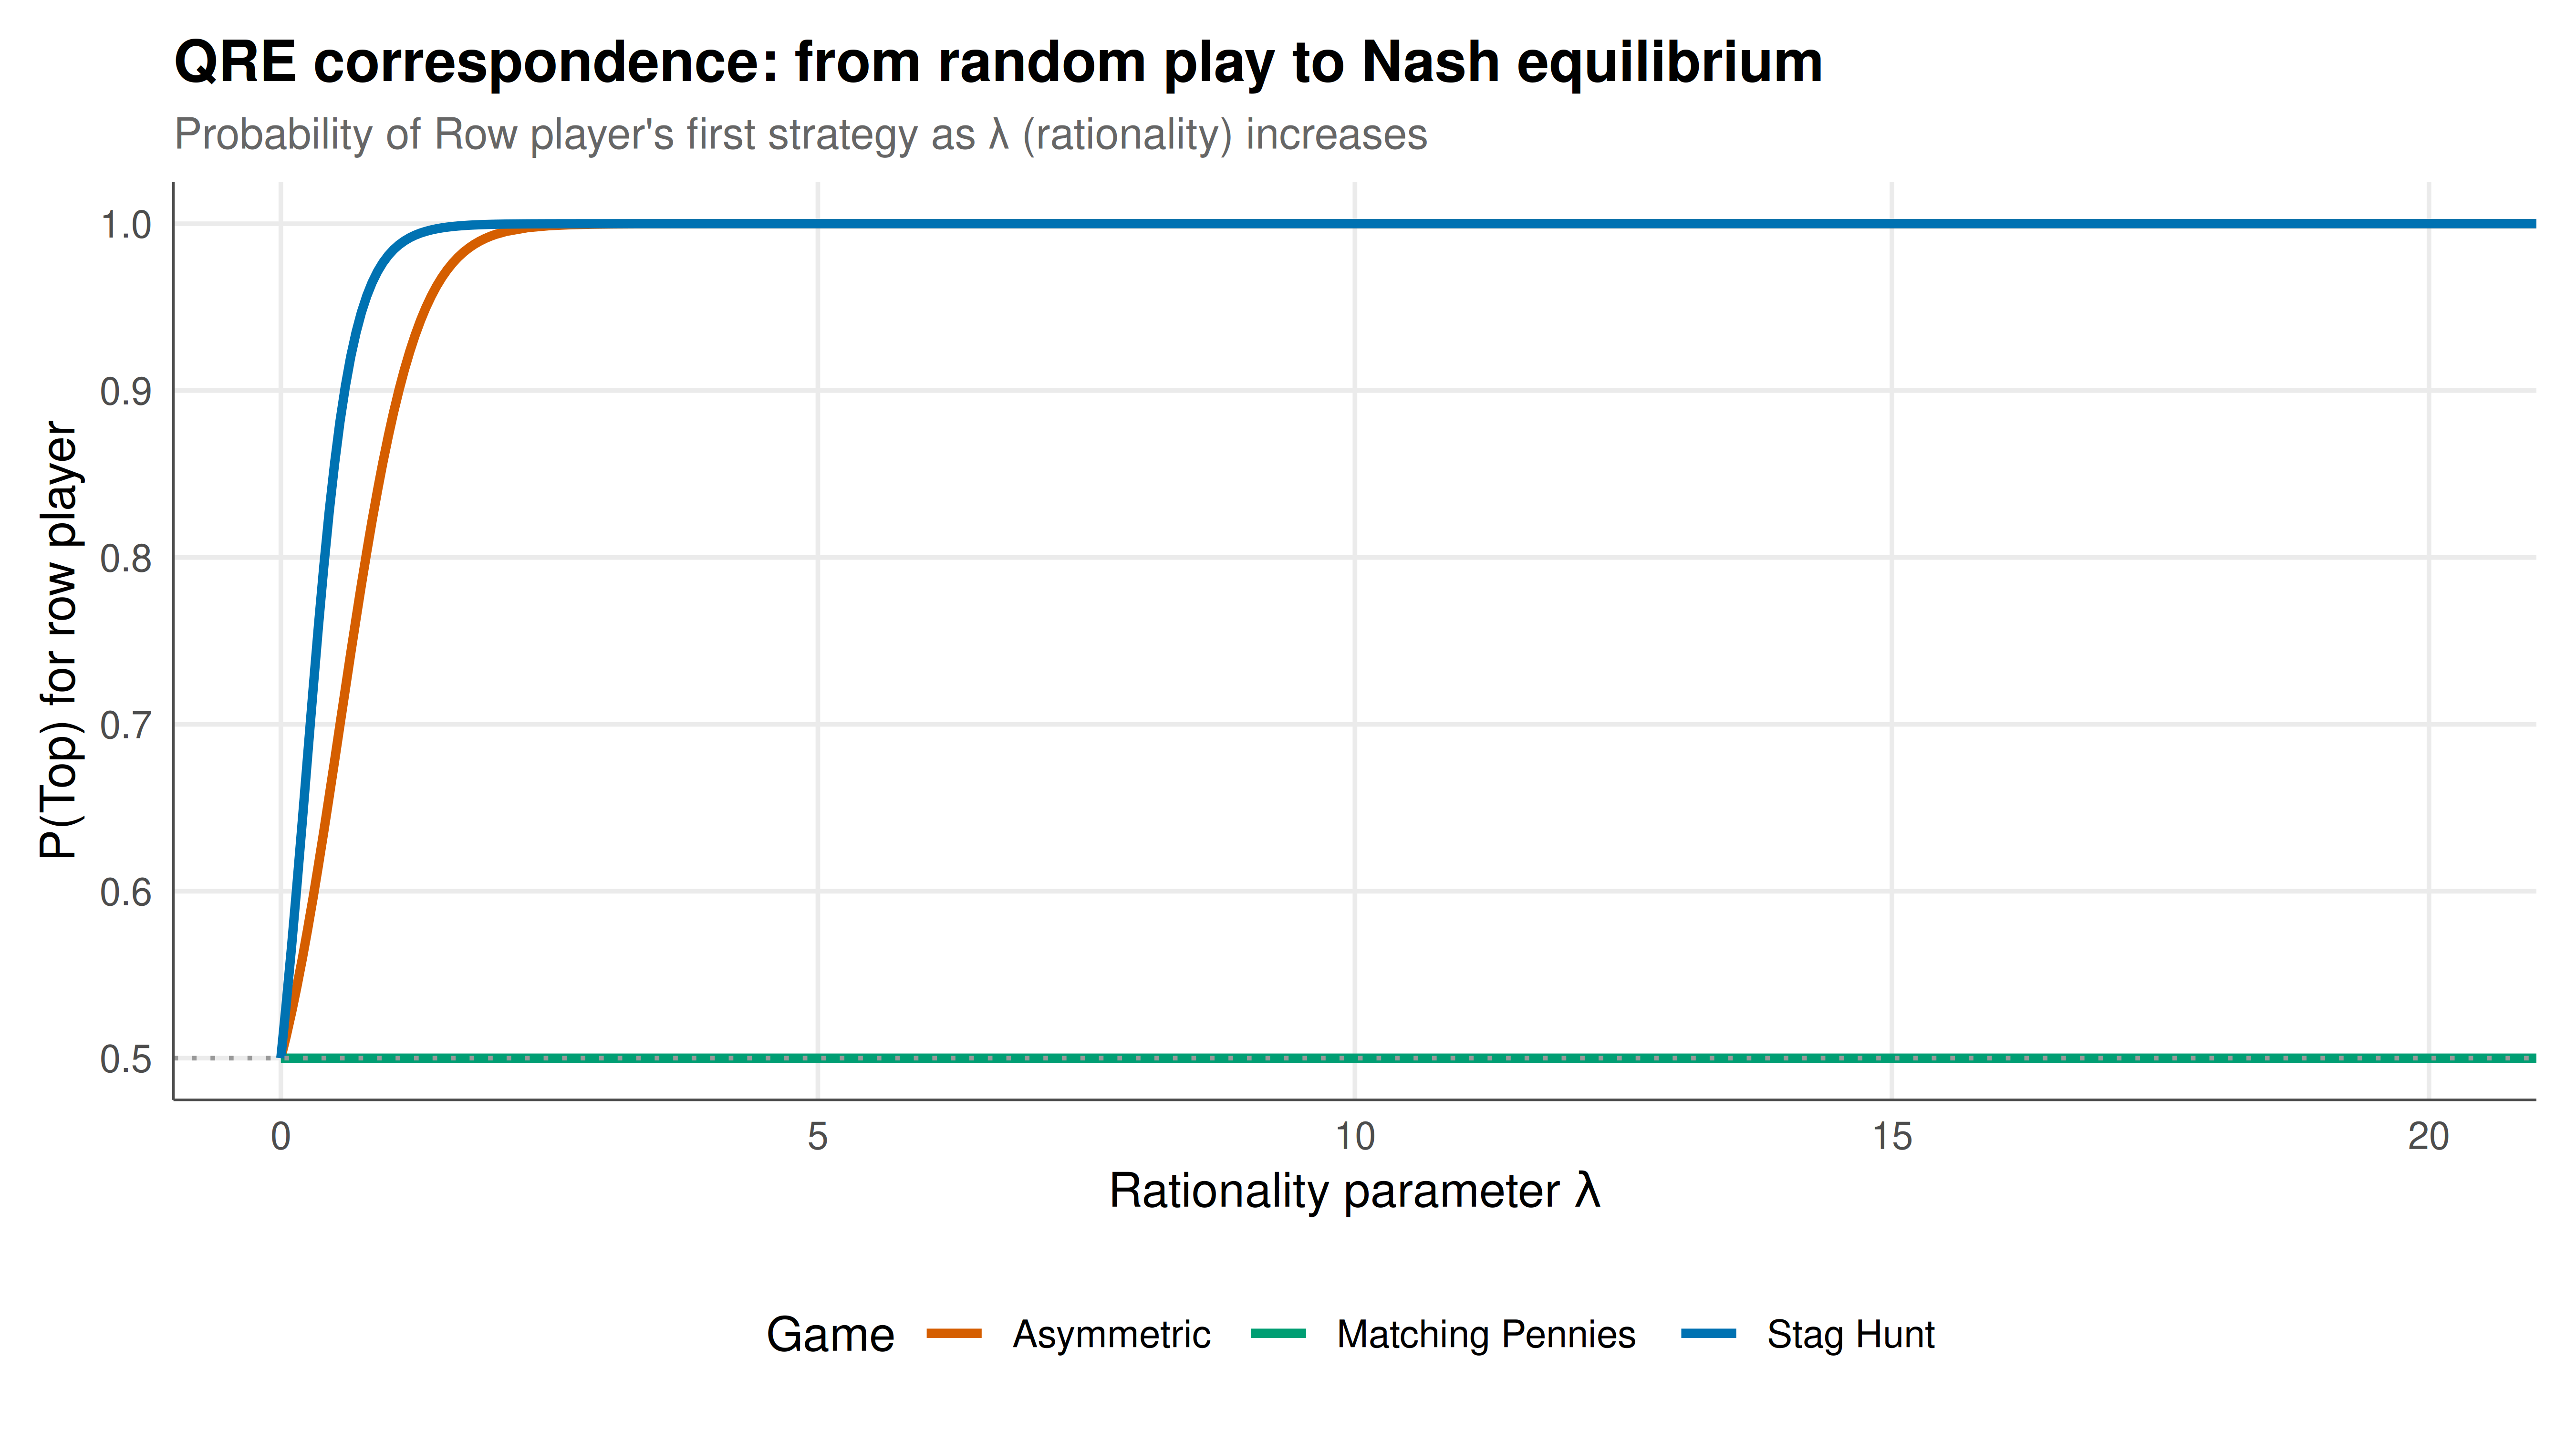 QRE correspondence: from random play to Nash equilibrium
Probability of Row player's first strategy as λ (rationality) increases
P(Top) for row player
1.0
0.9
0.8
0.7
0.6
0.5
0 5 10 15 20
Rationality parameter λ
Game Asymmetric Matching Pennies Stag Hunt